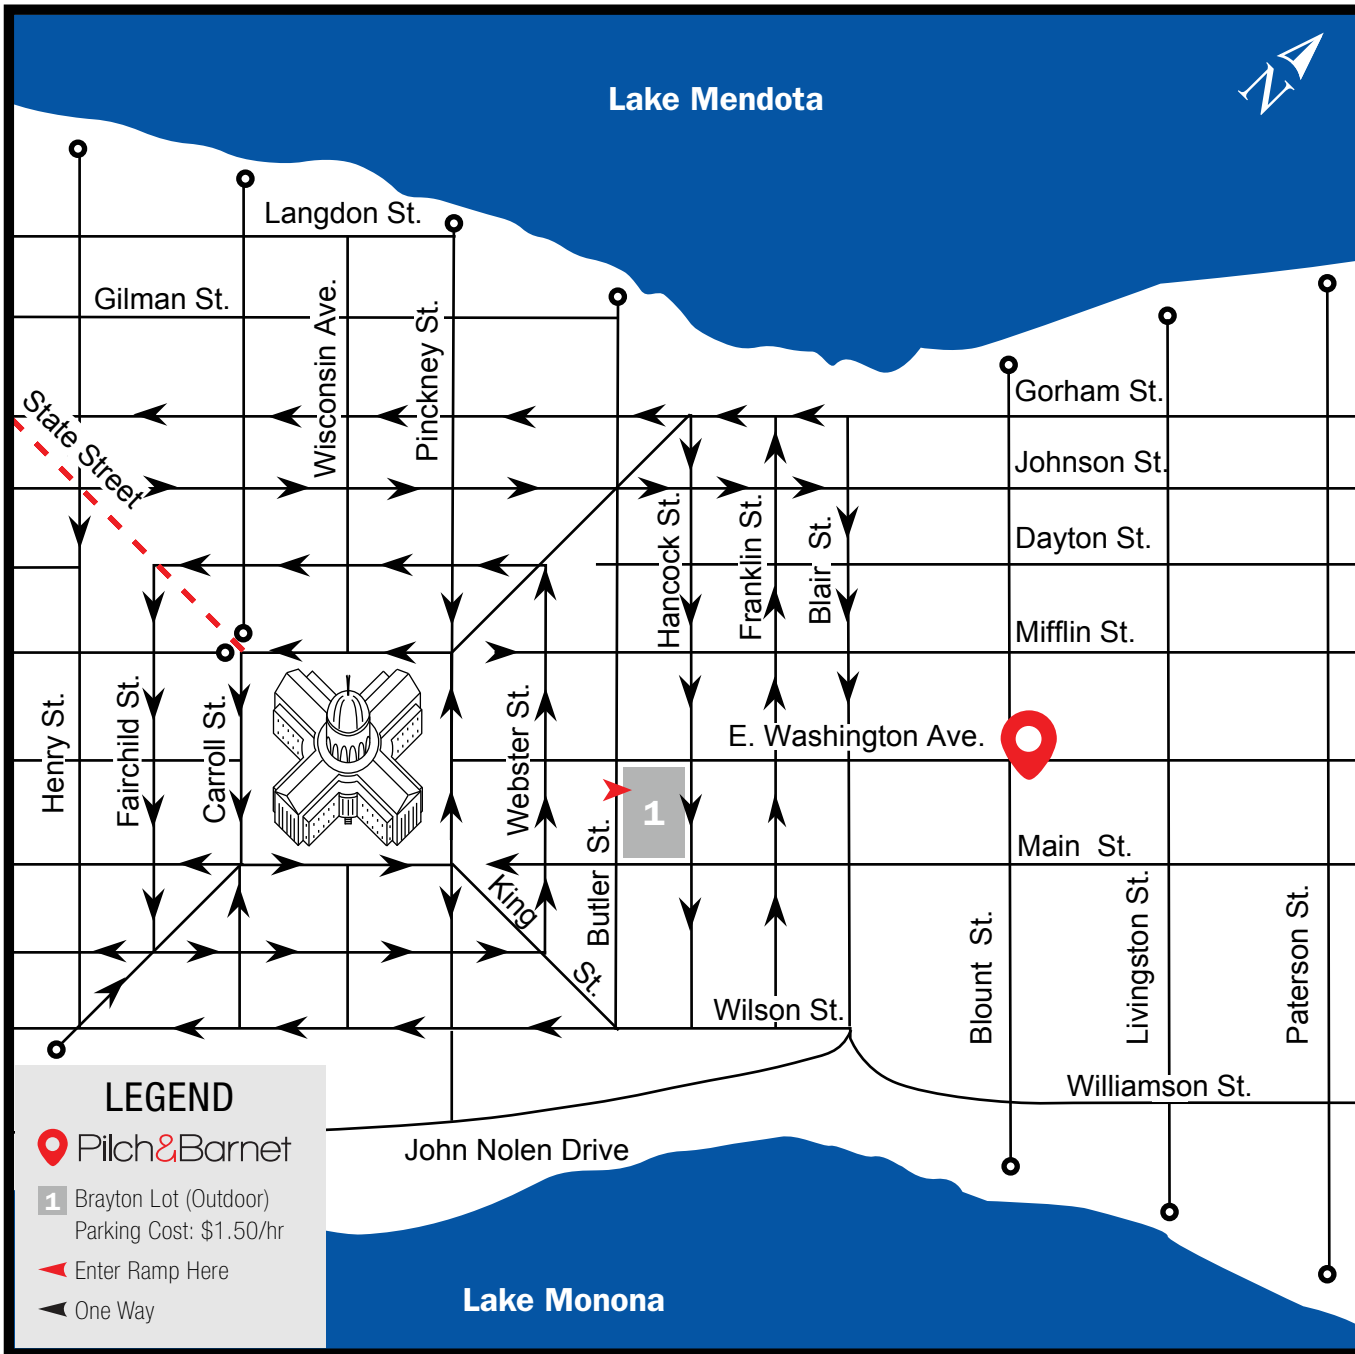 Lake Mendota
N
Langdon St.
Gilman St.
Wisconsin Ave.
Pinckney St.
State Street
Gorham St.
Johnson St.
Hancock St.
Franklin St.
Blair St.
Dayton St.
Mifflin St.
Henry St.
Fairchild St.
Carroll St.
Webster St.
E. Washington Ave.
1
Butler St.
Main St.
King St.
Blount St.
Livingston St.
Paterson St.
Wilson St.
Williamson St.
John Nolen Drive
LEGEND
Pilch&Barnet
1 Brayton Lot (Outdoor)
Parking Cost: $1.50/hr
Enter Ramp Here
One Way
Lake Monona